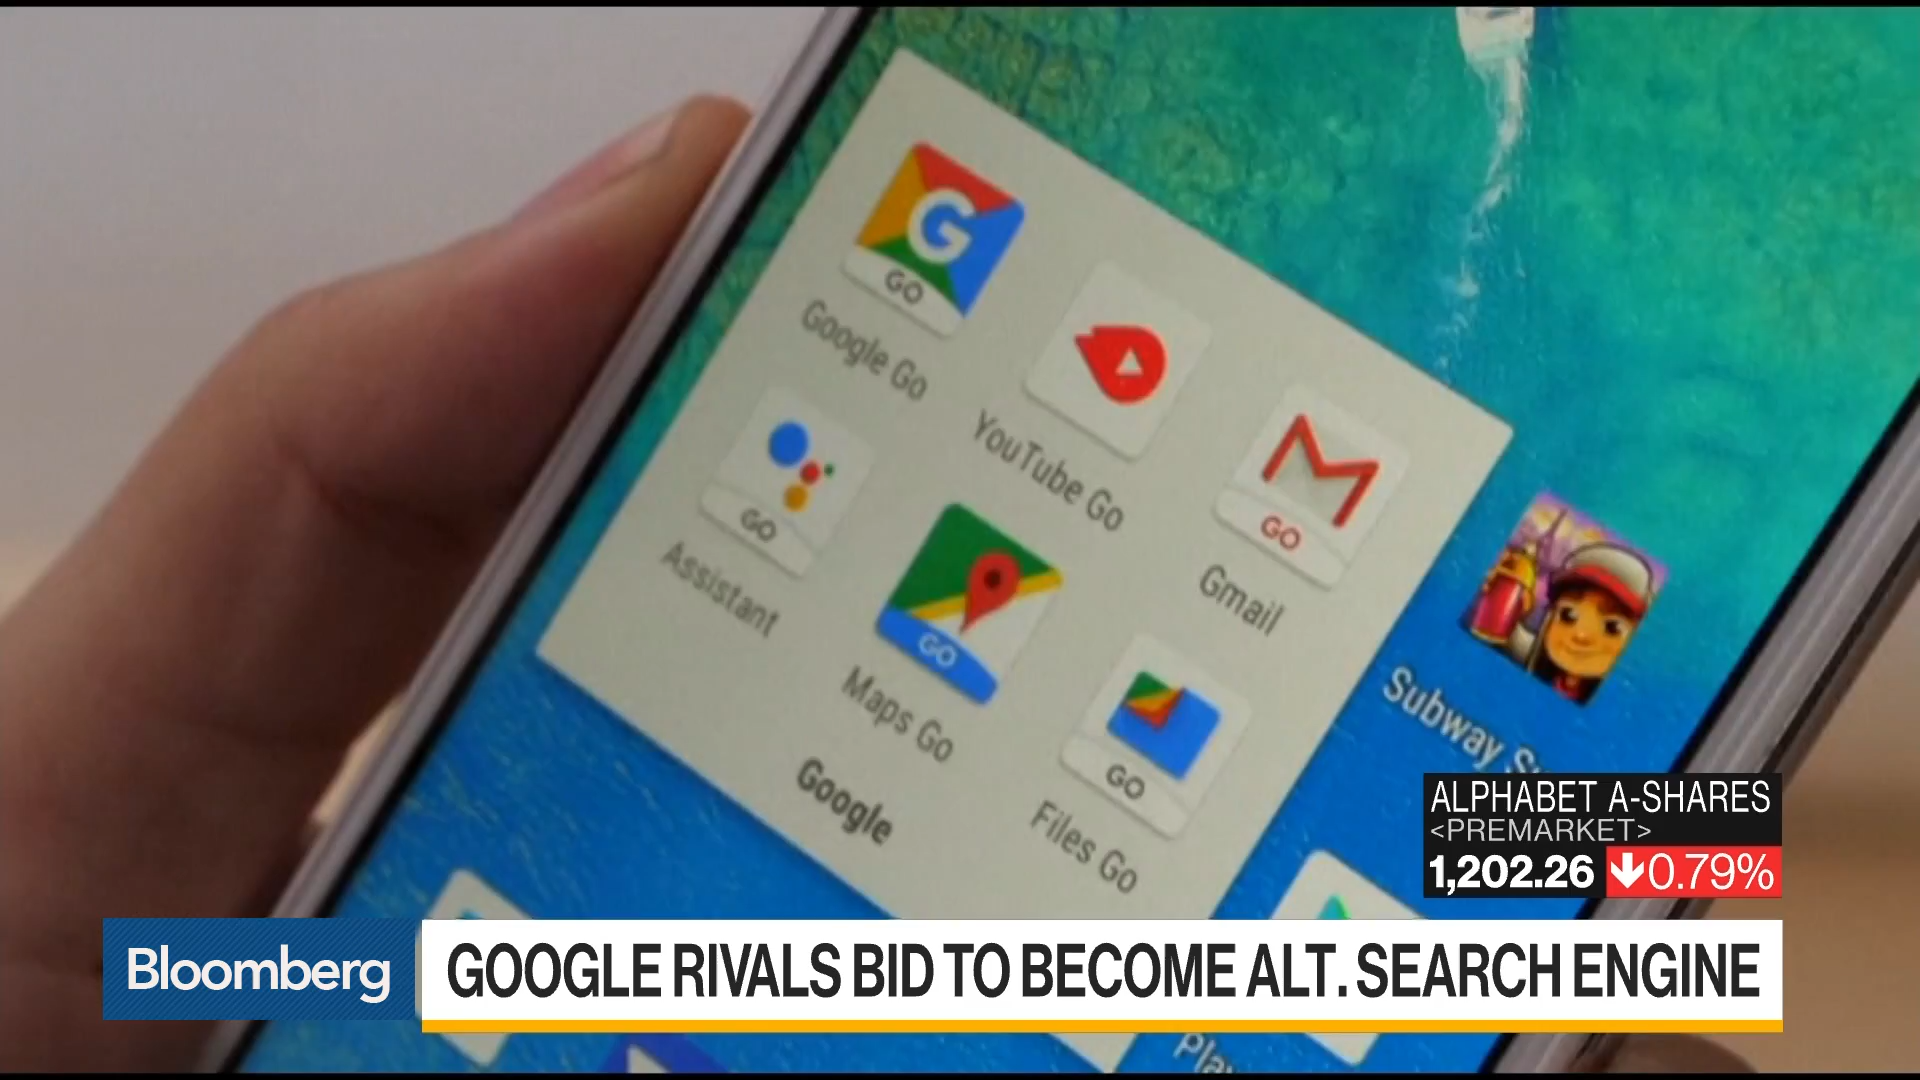 GO
Google Go
YouTube Go
GO
Gmail
GO
Assistant
GO
Maps Go
GO
Files Go
Google
Subway
ALPHABET A-SHARES
<PREMARKET>
1,202.26 ↓0.79%
Bloomberg
GOOGLE RIVALS BID TO BECOME ALT. SEARCH ENGINE